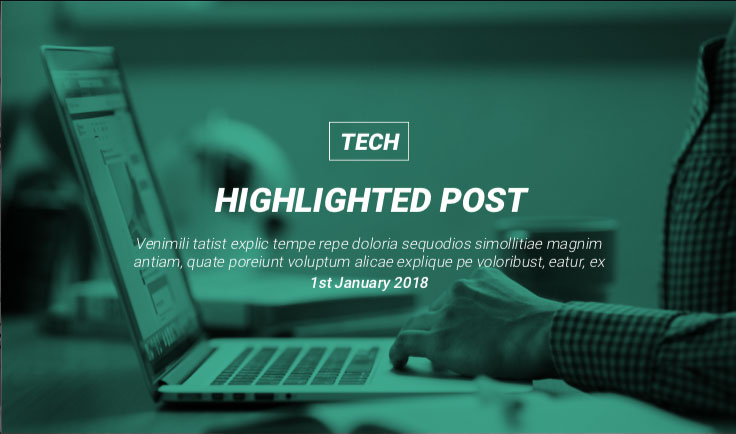 TECH
HIGHLIGHTED POST
Venimili tatist explic tempe repe doloria sequodios simollitiae magnim
antiam, quate poreiunt voluptum alicae explique pe voloribust, eatur, ex
1st January 2018